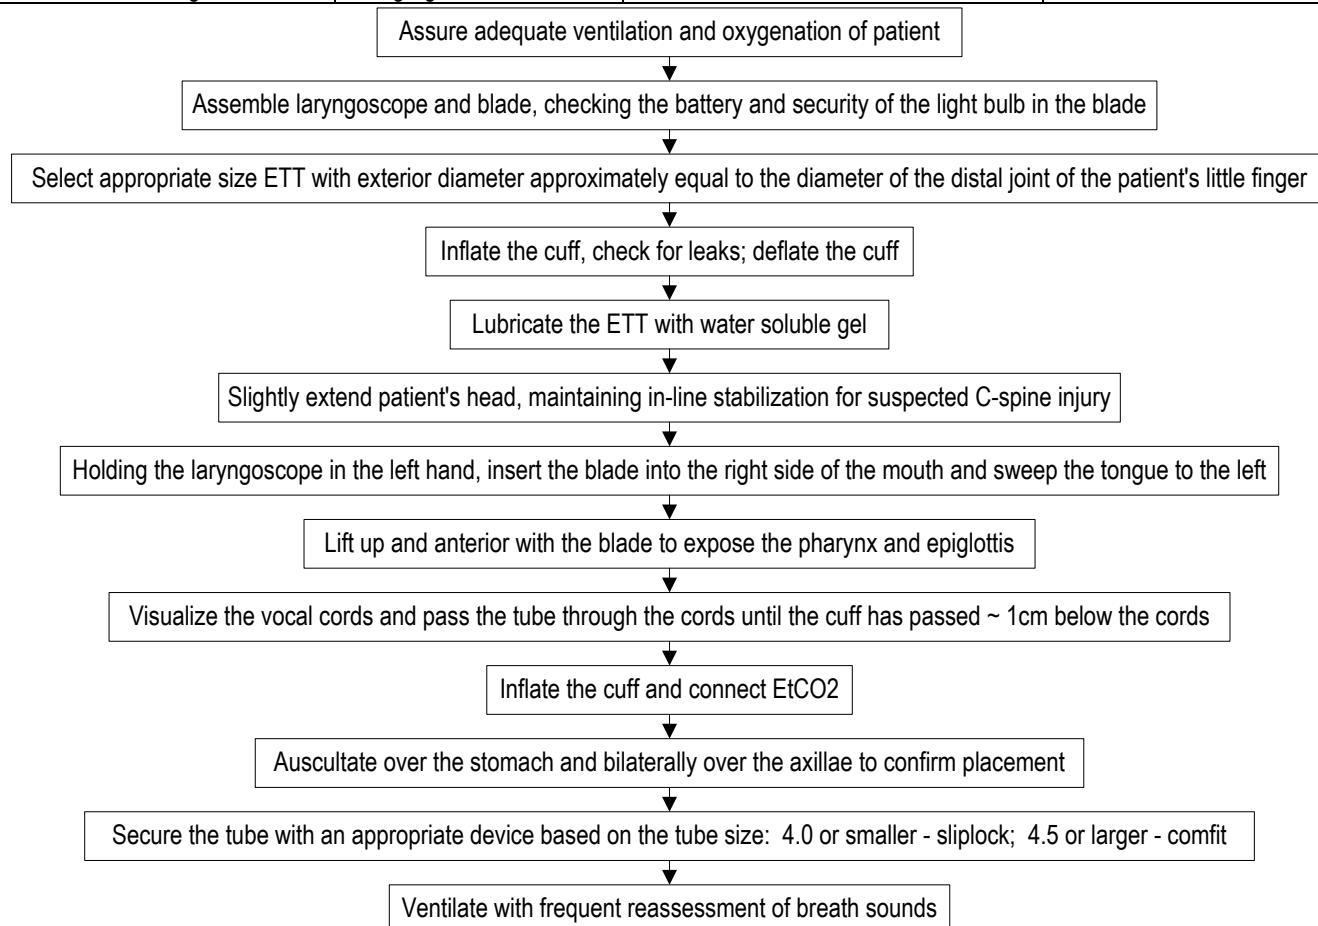 Assure adequate ventilation and oxygenation of patient
Assemble laryngoscope and blade, checking the battery and security of the light bulb in the blade
Select appropriate size ETT with exterior diameter approximately equal to the diameter of the distal joint of the patient's little finger
Inflate the cuff, check for leaks; deflate the cuff
Lubricate the ETT with water soluble gel
Slightly extend patient's head, maintaining in-line stabilization for suspected C-spine injury
Holding the laryngoscope in the left hand, insert the blade into the right side of the mouth and sweep the tongue to the left
Lift up and anterior with the blade to expose the pharynx and epiglottis
Visualize the vocal cords and pass the tube through the cords until the cuff has passed ~ 1cm below the cords
Inflate the cuff and connect EtCO2
Auscultate over the stomach and bilaterally over the axillae to confirm placement
Secure the tube with an appropriate device based on the tube size: 4.0 or smaller - sliplock; 4.5 or larger - comfit
Ventilate with frequent reassessment of breath sounds